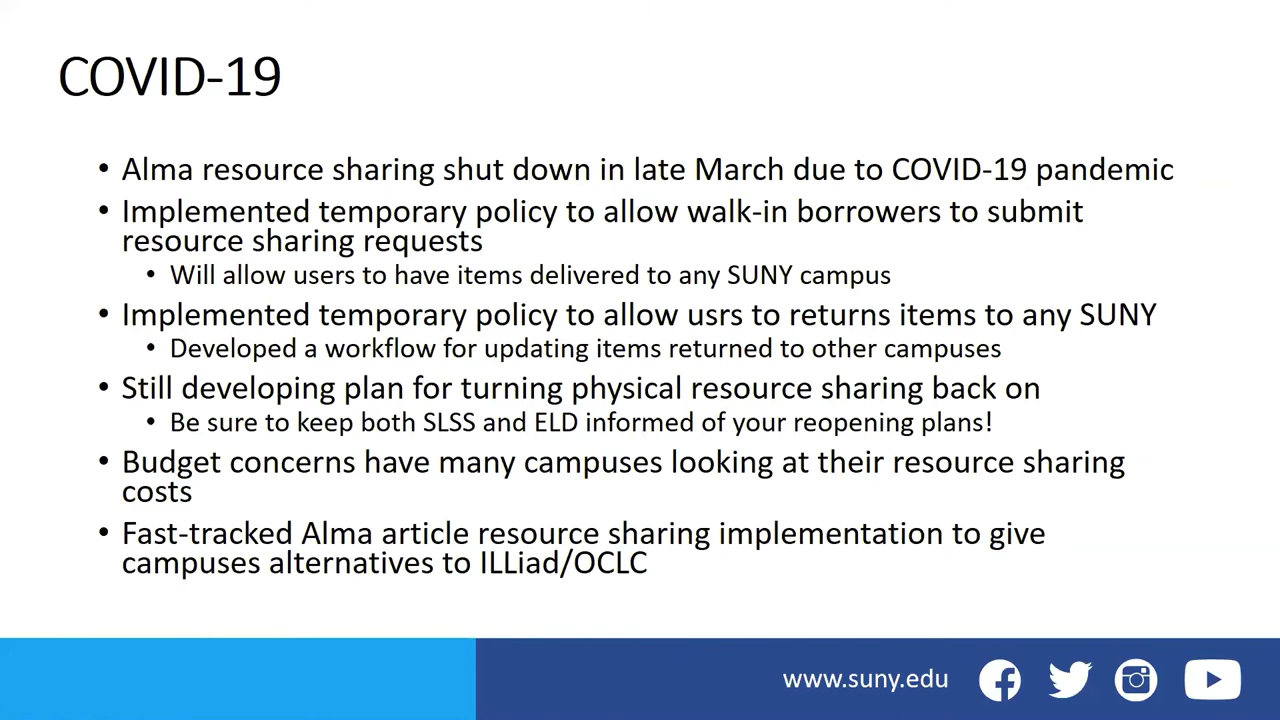 COVID-19
• Alma resource sharing shut down in late March due to COVID-19 pandemic
• Implemented temporary policy to allow walk-in borrowers to submit
resource sharing requests
• Will allow users to have items delivered to any SUNY campus
• Implemented temporary policy to allow usrs to returns items to any SUNY
• Developed a workflow for updating items returned to other campuses
• Still developing plan for turning physical resource sharing back on
• Be sure to keep both SLSS and ELD informed of your reopening plans!
• Budget concerns have many campuses looking at their resource sharing
costs
• Fast-tracked Alma article resource sharing implementation to give
campuses alternatives to ILLiad/OCLC
www.suny.edu